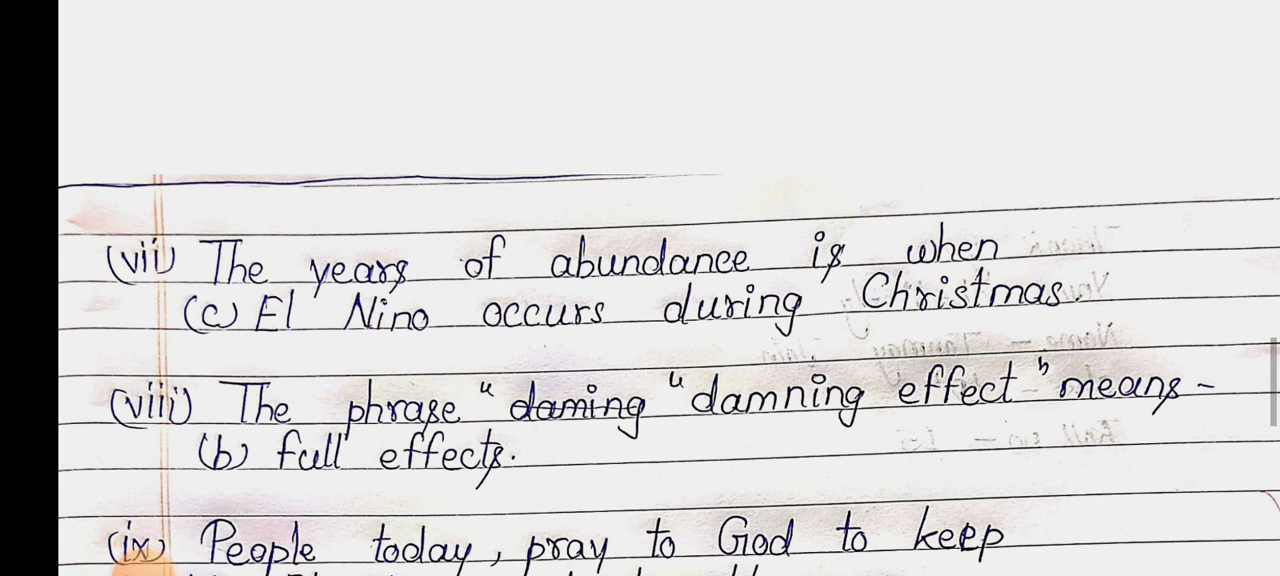 (vii) The years of abundance is when
(c) El Nino occurs during Christmas.
(viii) The phrase "daming "damning effect" means -
(b) full effects.
(ix) People today, pray to God to keep